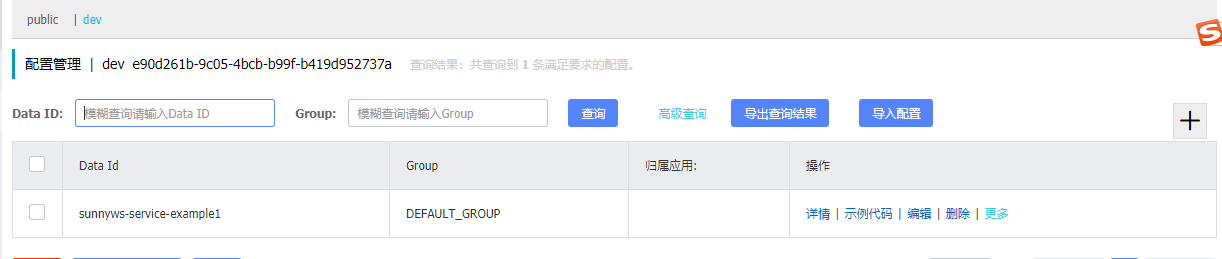 public | dev
配置管理 | dev e90d261b-9c05-4bcb-b99f-b419d952737a 查询结果：共查询到 1 条满足要求的配置。
Data ID: 模糊查询请输入Data ID Group: 模糊查询请输入Group 查询 高级查询 导出查询结果 导入配置
Data Id Group 归属应用: 操作
sunnyws-service-example1 DEFAULT_GROUP 详情 | 示例代码 | 编辑 | 删除 | 更多